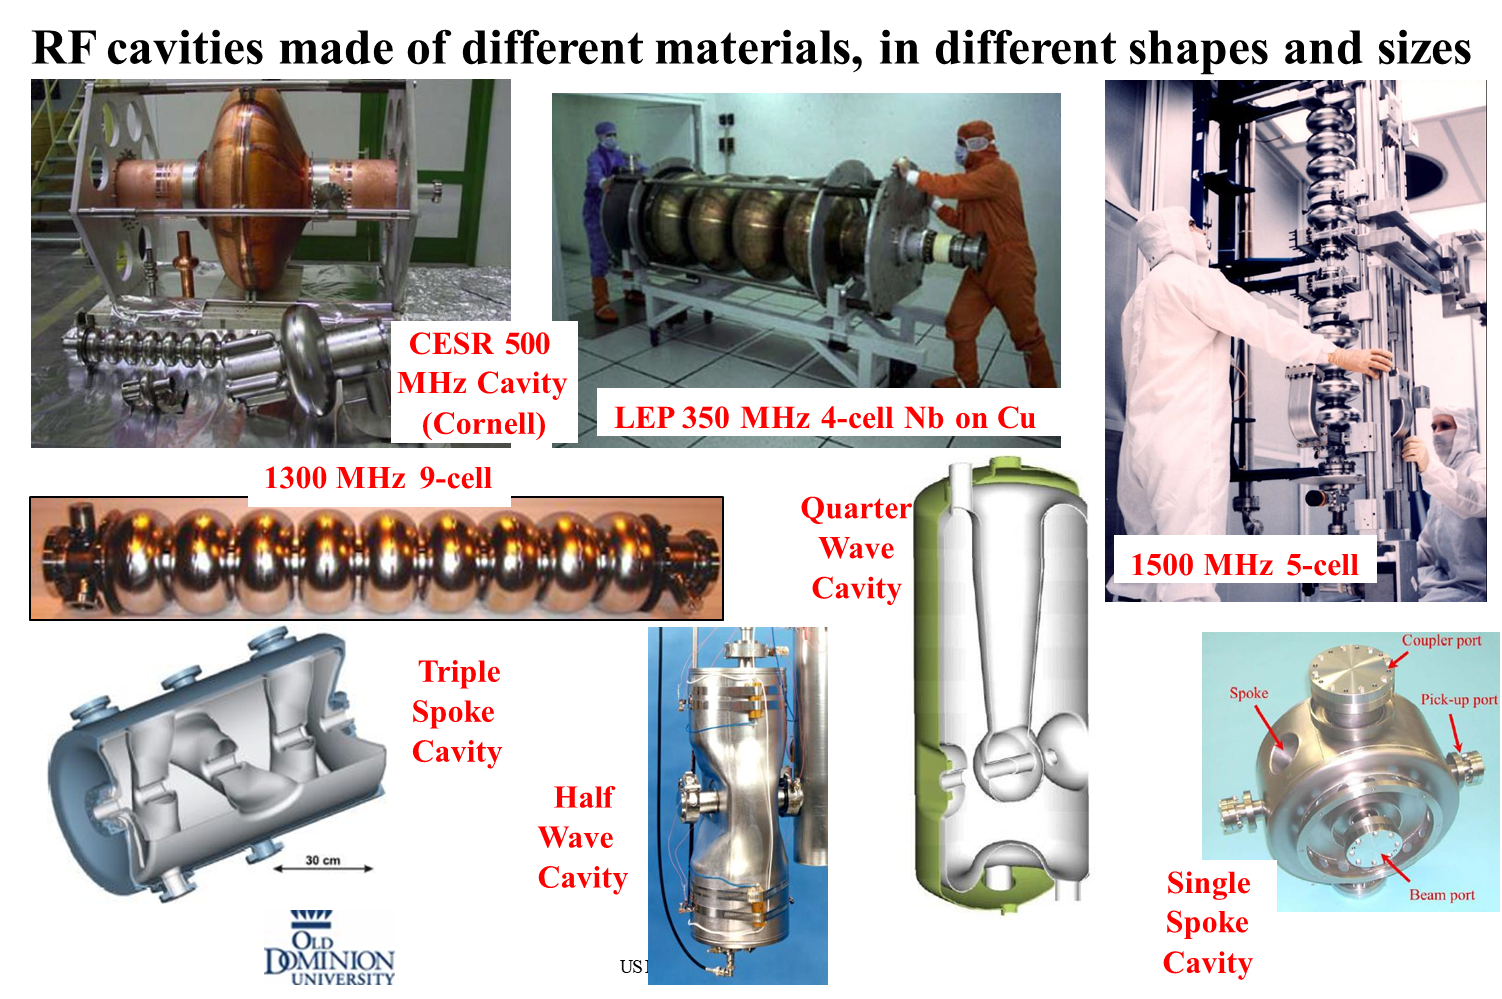 RF cavities made of different materials, in different shapes and sizes
CESR 500
MHz Cavity
(Cornell)
LEP 350 MHz 4-cell Nb on Cu
1500 MHz 5-cell
1300 MHz 9-cell
Quarter
Wave
Cavity
Triple
Spoke
Cavity
30 cm
Half
Wave
Cavity
Coupler port
Spoke
Pick-up port
Beam port
Single
Spoke
Cavity
OLD
DOMINION
UNIVERSITY